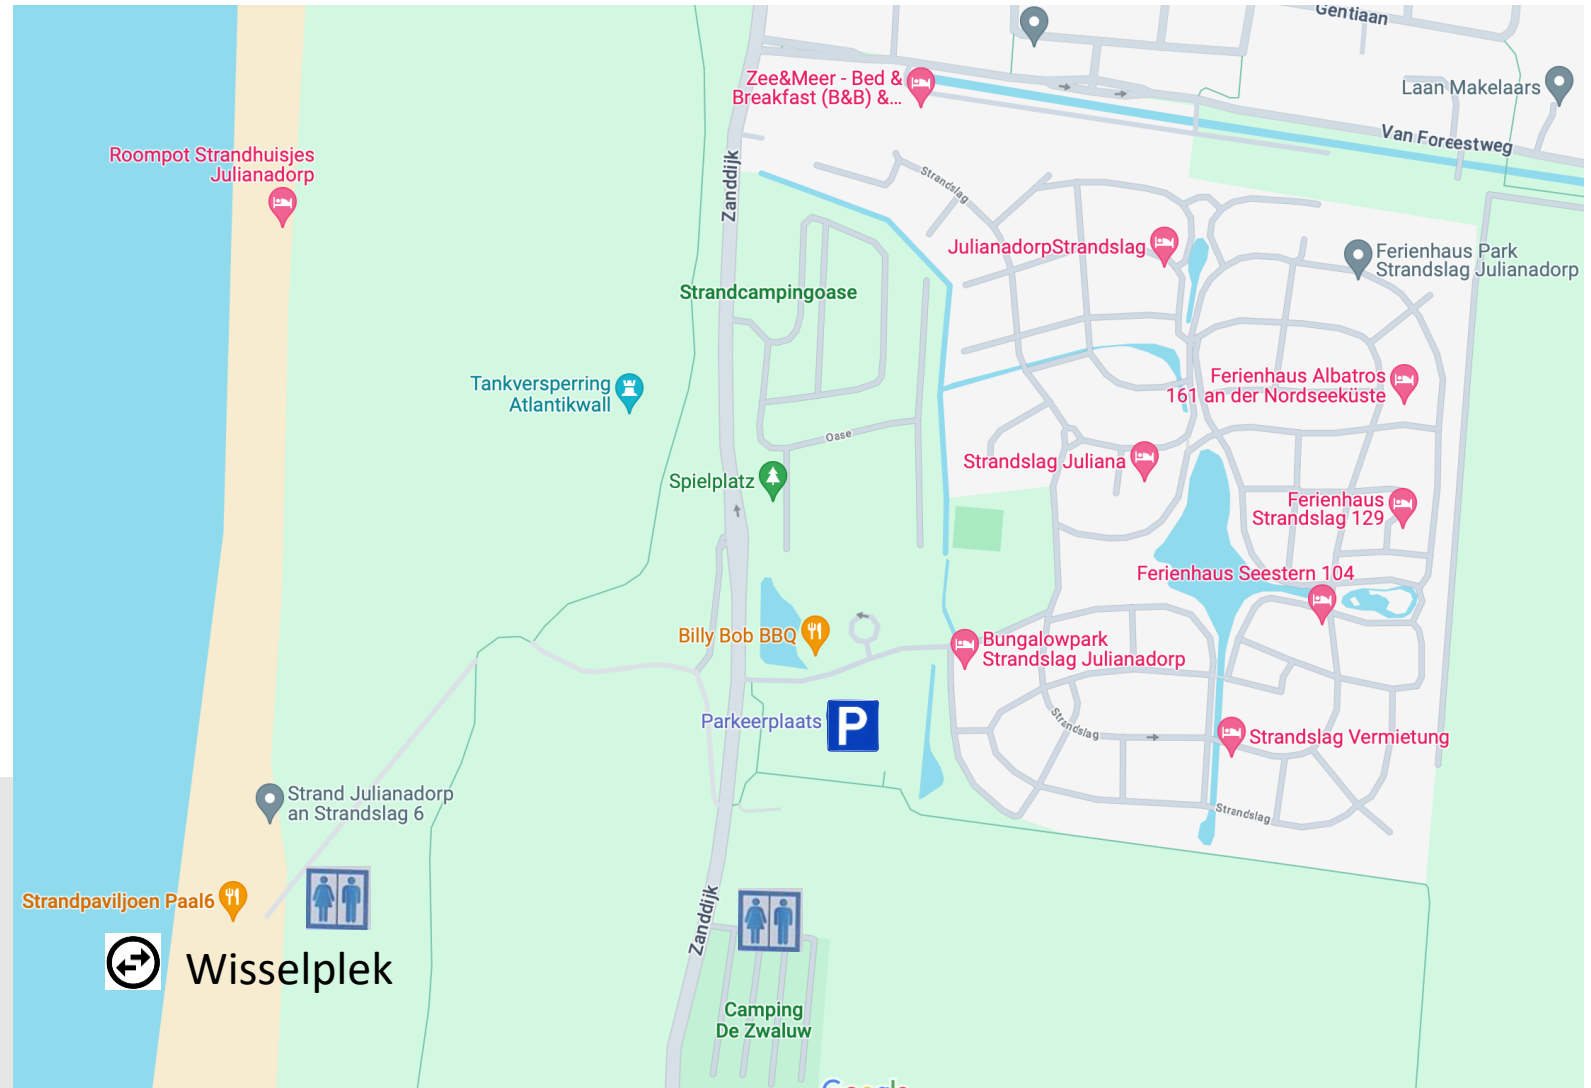 Gentiaan
Zee&Meer - Bed &
Breakfast (B&B) &...
Laan Makelaars
Van Foreestweg
Roompot Strandhuisjes
Julianadorp
Zanddijk
Strandslag
JulianadorpStrandslag
Ferienhaus Park
Strandslag Julianadorp
Strandcampingoase
Tankversperring
Atlantikwall
Ferienhaus Albatros
161 an der Nordseeküste
Oase
Strandslag Juliana
Spielplatz
Ferienhaus
Strandslag 129
Ferienhaus Seestern 104
Billy Bob BBQ
Bungalowpark
Strandslag Julianadorp
Parkeerplaats
P
Strandslag
Strandslag Vermietung
Strand Julianadorp
an Strandslag 6
Strandslag
Strandpaviljoen Paal6
Zanddijk
Wisselplek
Camping
De Zwaluw
Google